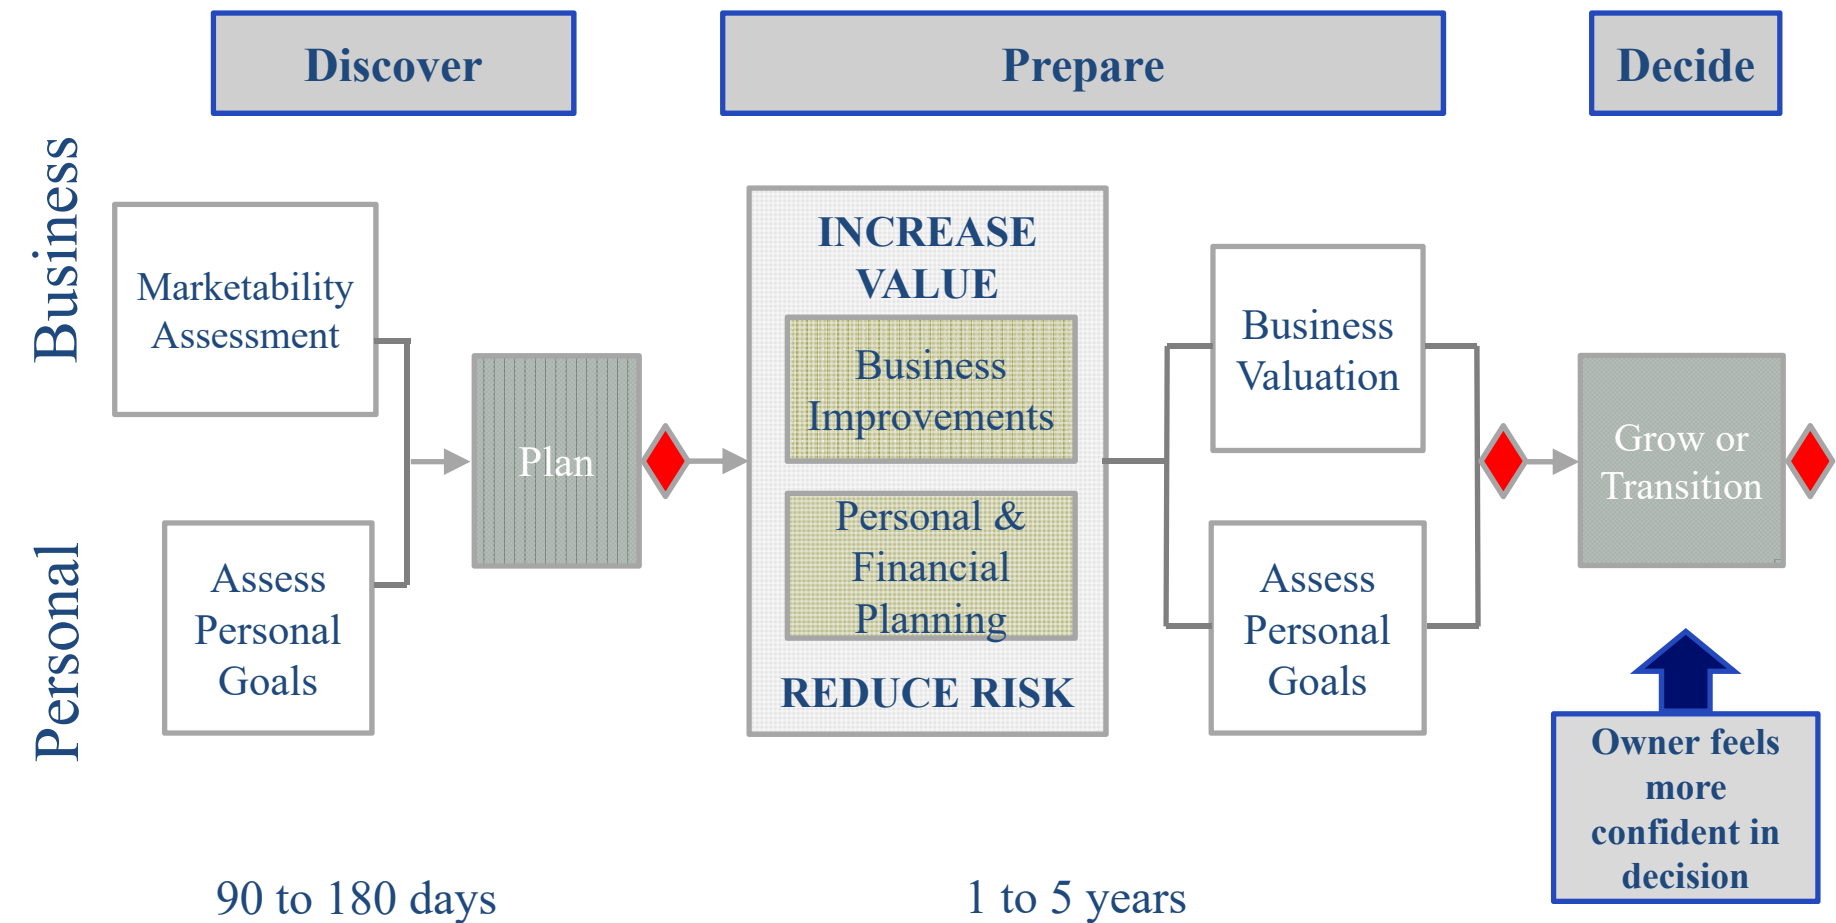 Discover
Prepare
Decide
Business
Personal
Marketability
Assessment
Assess
Personal
Goals
Plan
INCREASE
VALUE
Business
Improvements
Personal &
Financial
Planning
REDUCE RISK
Business
Valuation
Assess
Personal
Goals
Grow or
Transition
Owner feels
more
confident in
decision
90 to 180 days
1 to 5 years